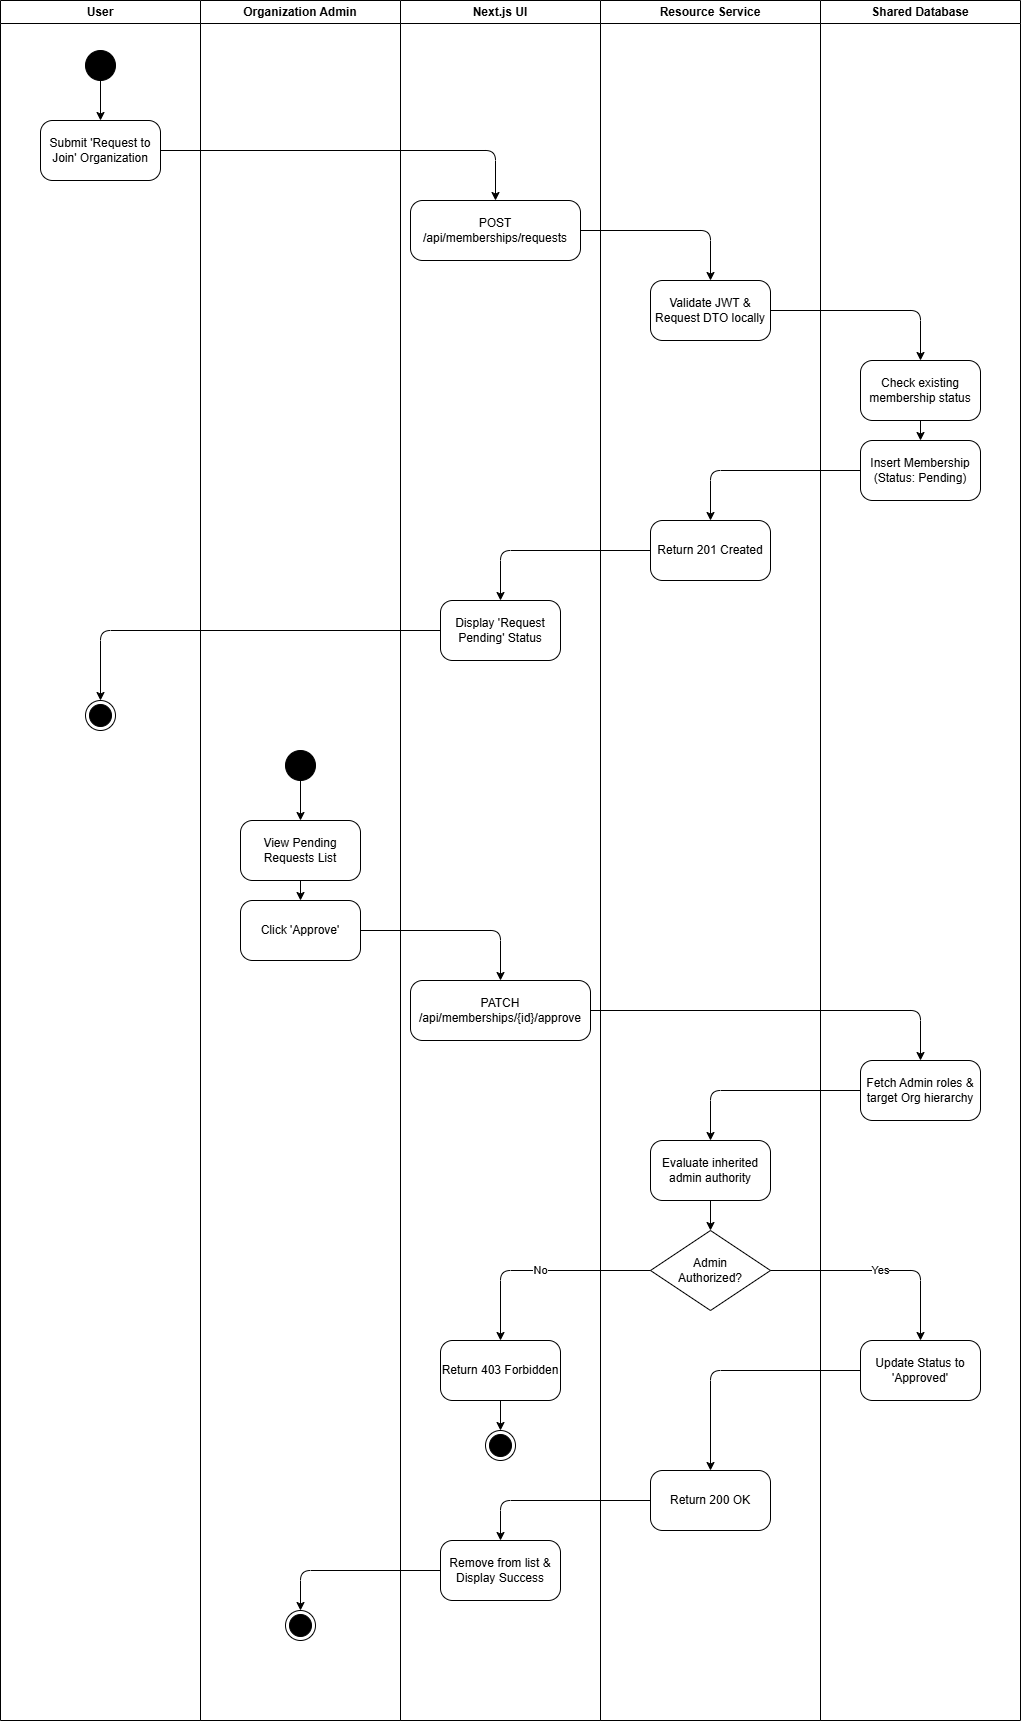 User
Organization Admin
Next.js UI
Resource Service
Shared Database
Submit 'Request to
Join' Organization
POST
/api/memberships/requests
Validate JWT &
Request DTO locally
Check existing
membership status
Insert Membership
(Status: Pending)
Return 201 Created
Display 'Request
Pending' Status
View Pending
Requests List
Click 'Approve'
PATCH
/api/memberships/{id}/approve
Fetch Admin roles &
target Org hierarchy
Evaluate inherited
admin authority
Admin
Authorized?
No
Yes
Return 403 Forbidden
Update Status to
'Approved'
Return 200 OK
Remove from list &
Display Success